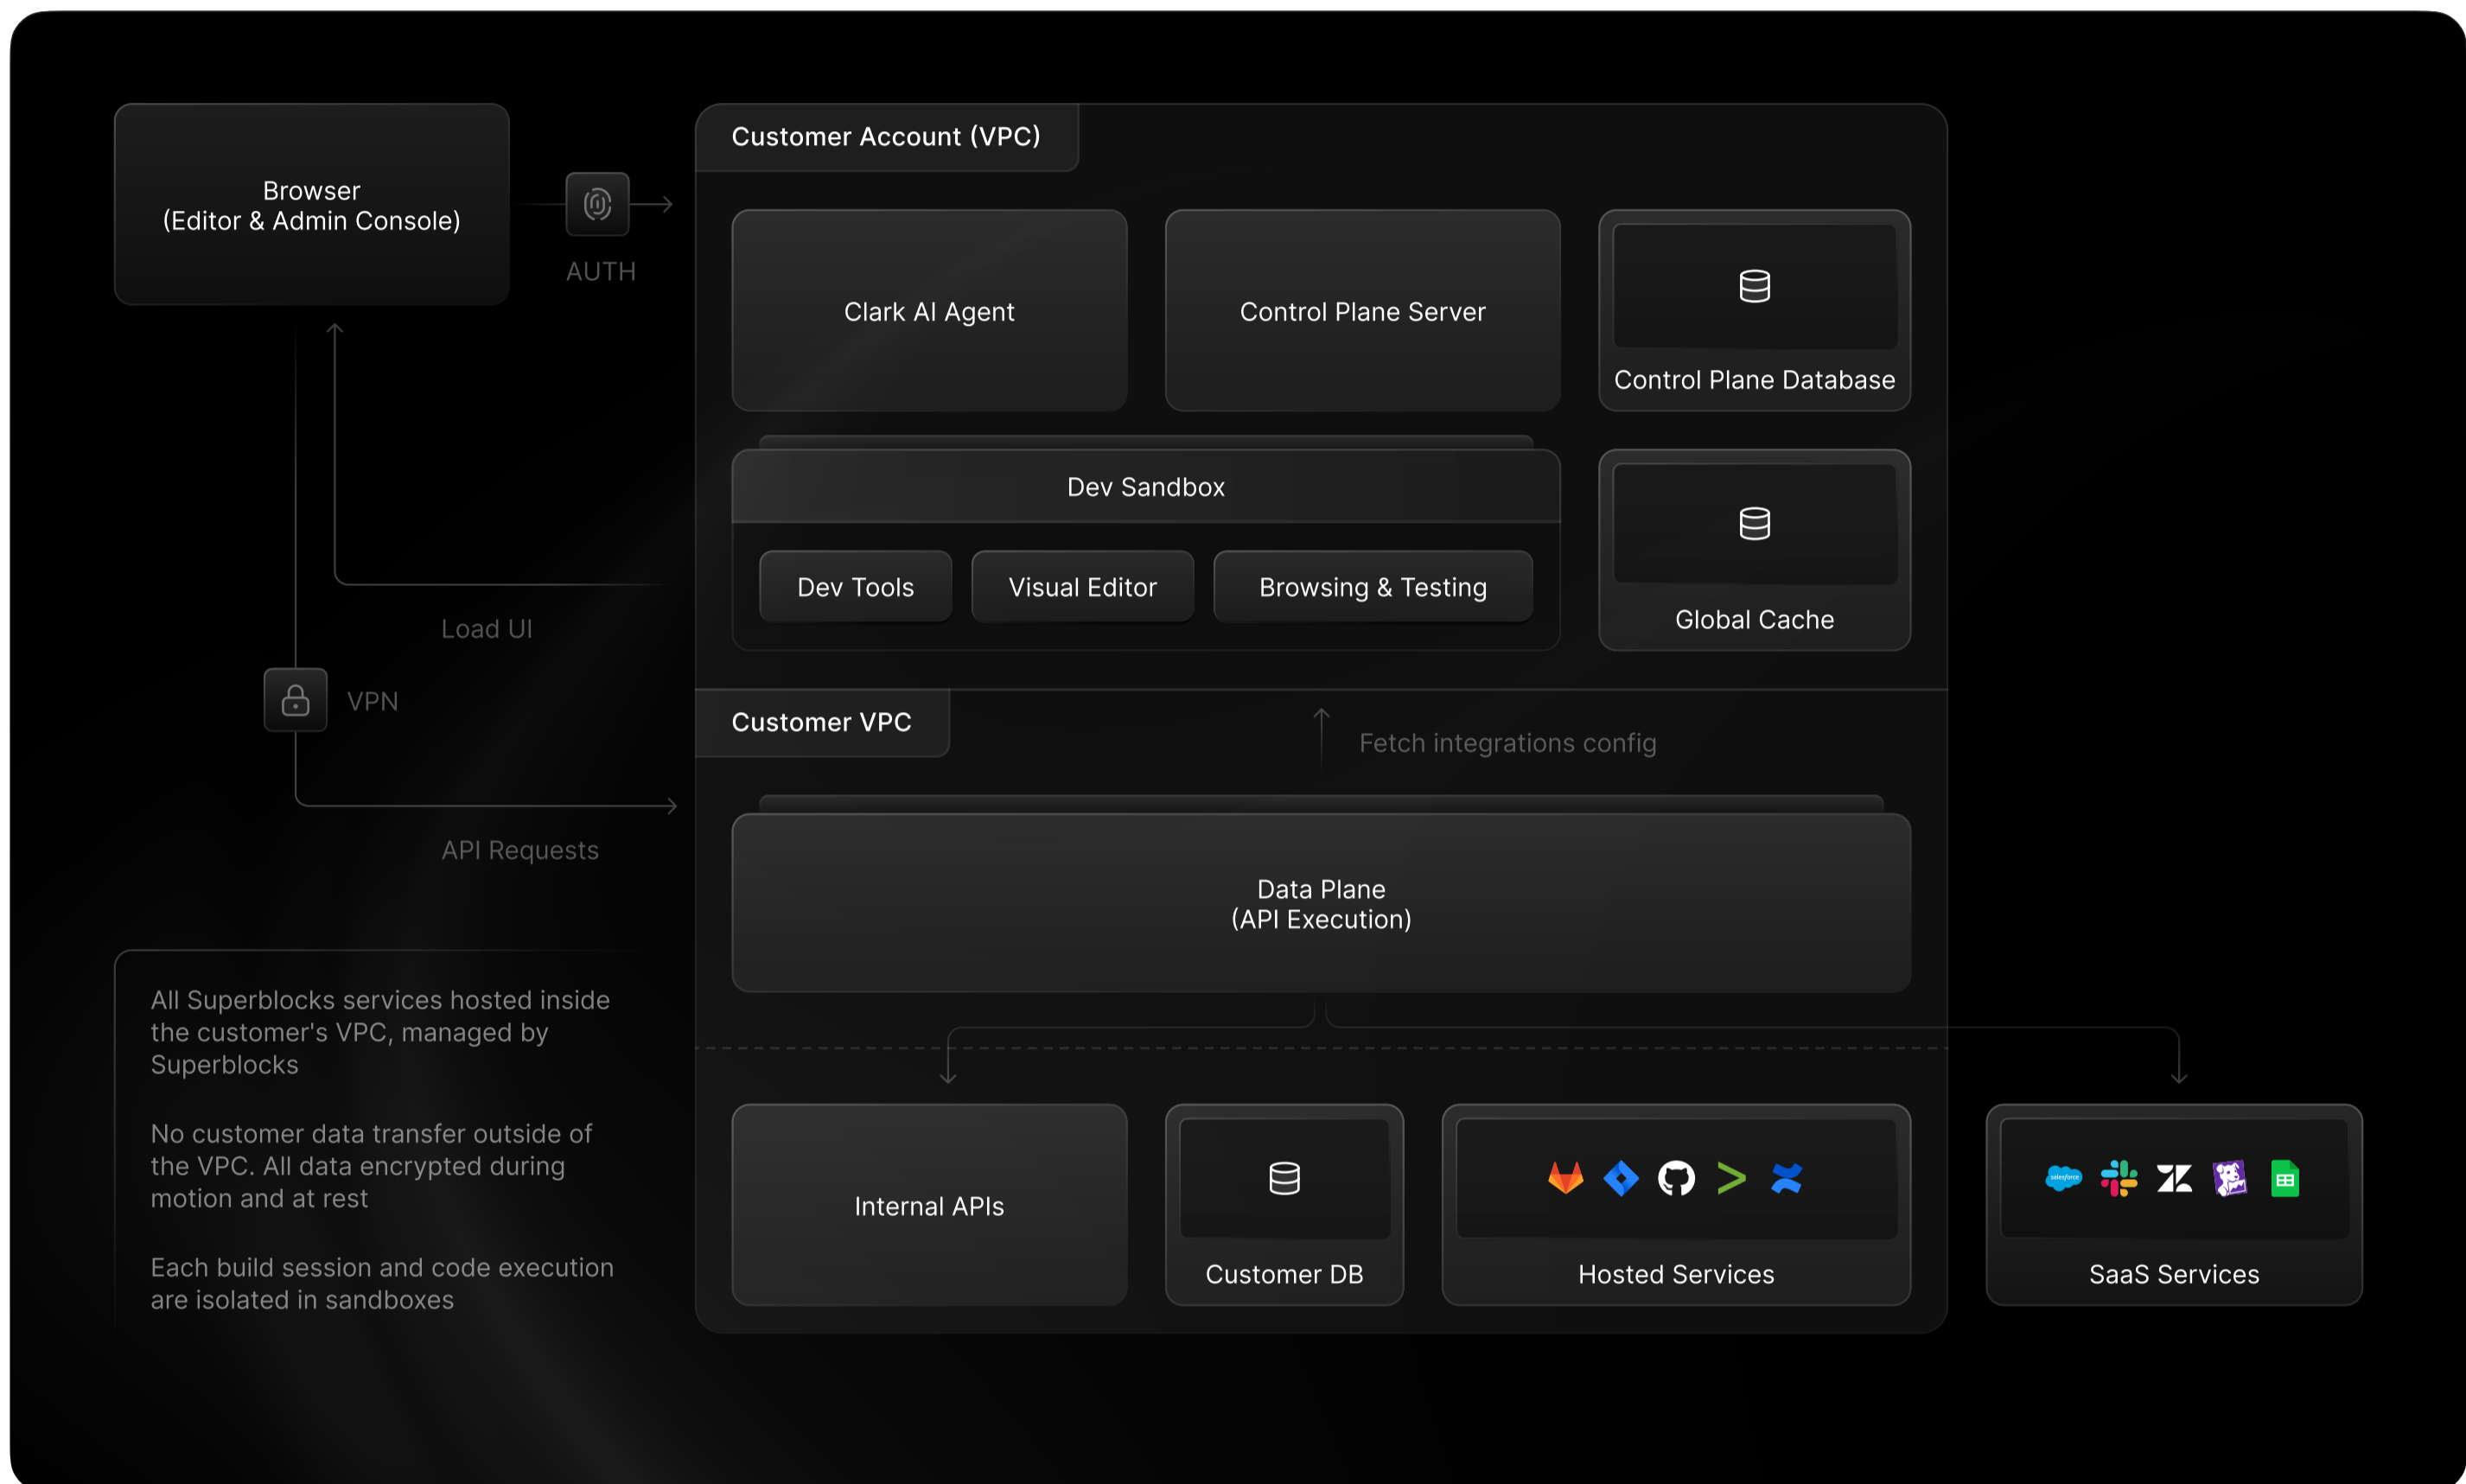 Browser
(Editor & Admin Console)
AUTH
Customer Account (VPC)
Clark AI Agent
Control Plane Server
Control Plane Database
Dev Sandbox
Dev Tools
Visual Editor
Browsing & Testing
Global Cache
Load UI
VPN
API Requests
Customer VPC
Fetch integrations config
Data Plane
(API Execution)
All Superblocks services hosted inside
the customer's VPC, managed by
Superblocks
No customer data transfer outside of
the VPC. All data encrypted during
motion and at rest
Each build session and code execution
are isolated in sandboxes
Internal APIs
Customer DB
Hosted Services
salesforce
SaaS Services